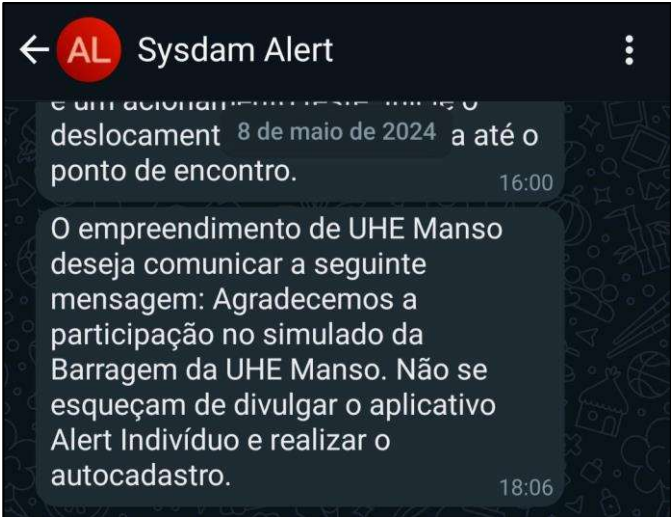 AL Sysdam Alert
deslocament 8 de maio de 2024 a até o
ponto de encontro.
16:00
O empreendimento de UHE Manso
deseja comunicar a seguinte
mensagem: Agradecemos a
participação no simulado da
Barragem da UHE Manso. Não se
esqueçam de divulgar o aplicativo
Alert Indivíduo e realizar o
autocadastro.
18:06